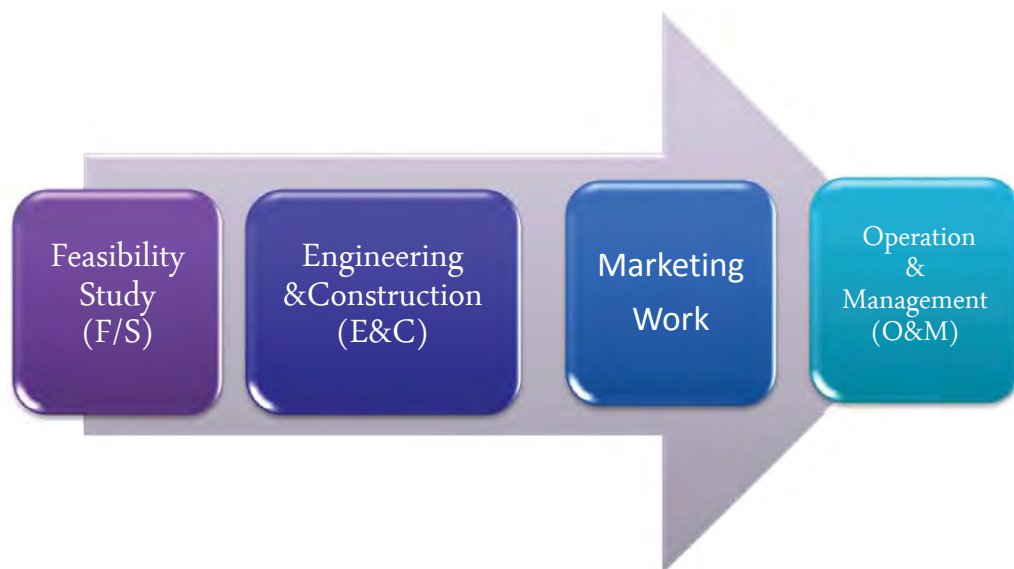 Feasibility
Study
(F/S)
Engineering
&Construction
(E&C)
Marketing
Work
Operation
&
Management
(O&M)